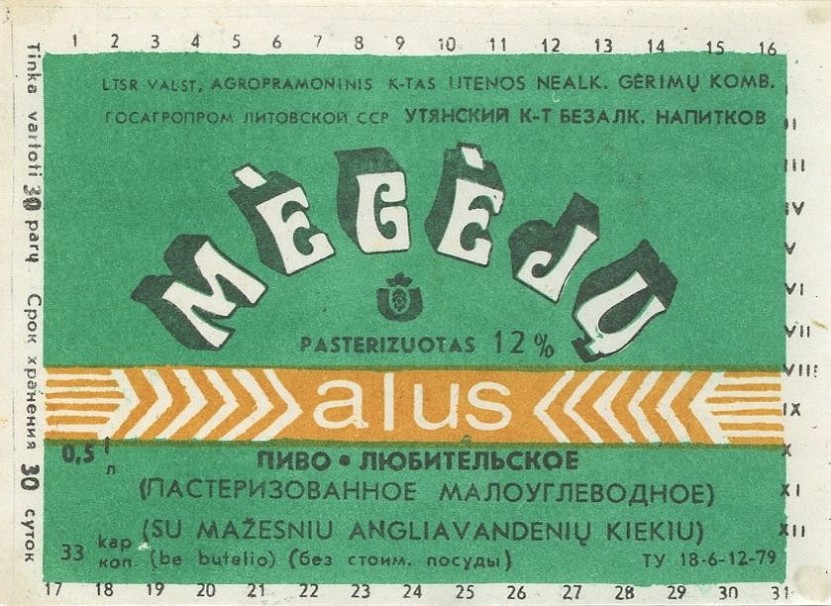 1 2 3 4 5 6 7 8 9 10 11 12 13 14 15 16
LTSR VALST. AGROPRAMONINIS K-TAS UTENOS NEALK. GĖRIMŲ KOMB.
ГОСАГРОПРОМ ЛИТОВСКОЙ ССР УТЯНСКИЙ К-Т БЕЗАЛК. НАПИТКОВ
MĖGĖJŲ
PASTERIZUOTAS 12%
alus
0,5 l
л
ПИВО • ЛЮБИТЕЛЬСКОЕ
(ПАСТЕРИЗОВАННОЕ МАЛОУГЛЕВОДНОЕ)
(SU MAŽESNIU ANGLIAVANDENIŲ KIEKIU)
33 kap (be butelio) (без стоим. посуды) ТУ 18-6-12-79
коп.
17 18 19 20 21 22 23 24 25 26 27 28 29 30 31
Tinka vartoti 30 parų Срок хранения 30 суток
II
III
IV
V
VI
VII
VIII
IX
X
XI
XII